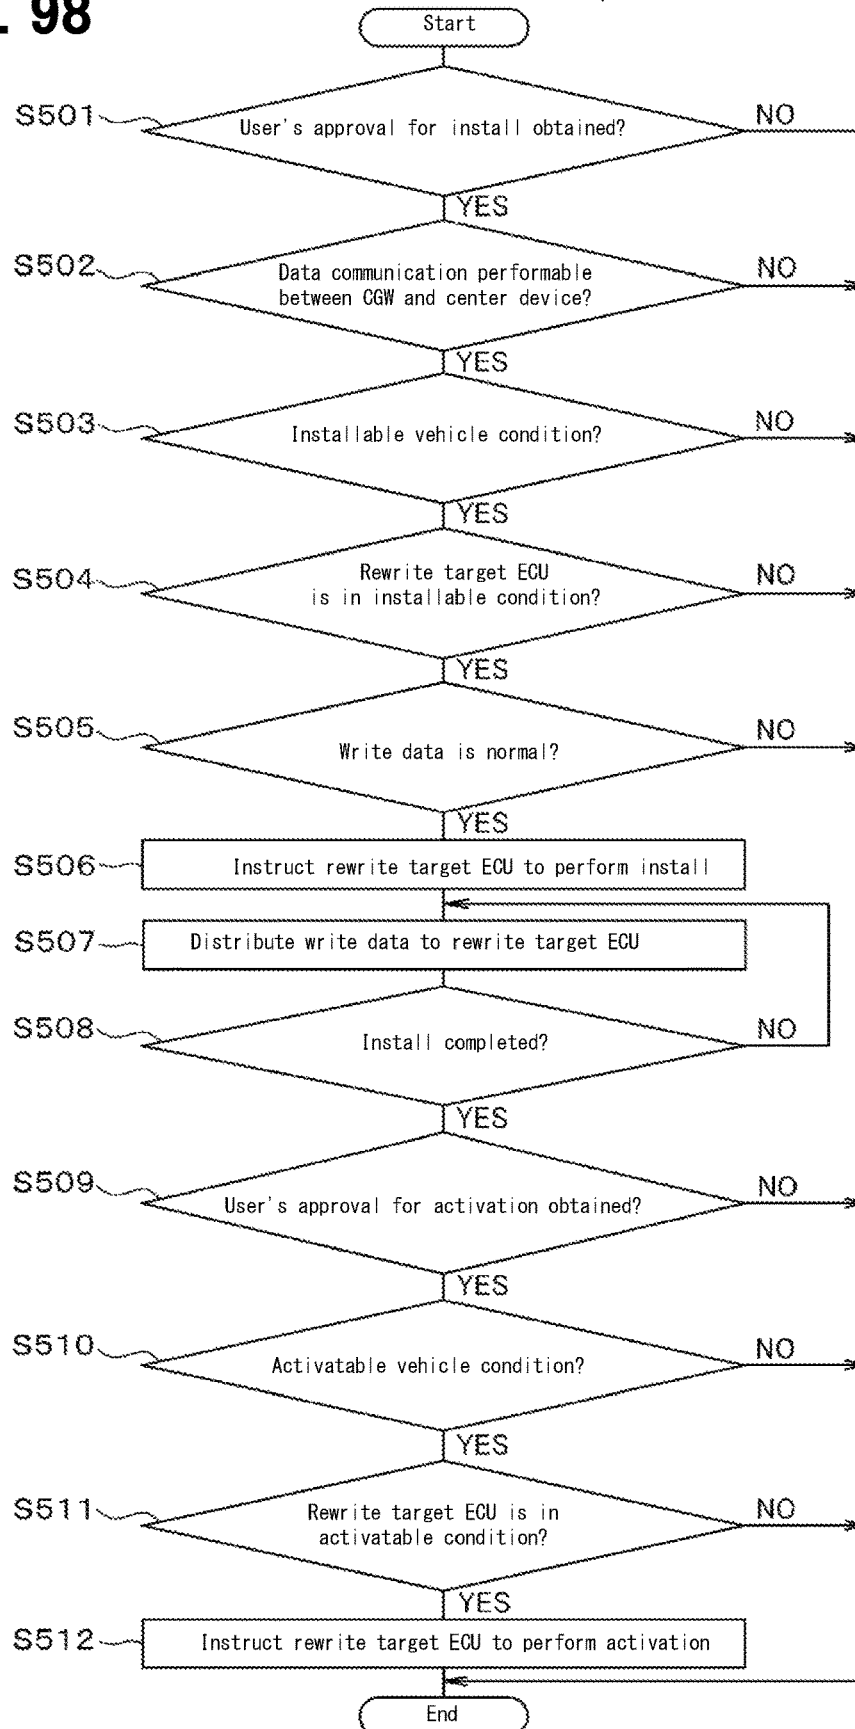 . 98
Start
S501
User's approval for install obtained?
NO
YES
S502
Data communication performable
between CGW and center device?
NO
YES
S503
Installable vehicle condition?
NO
YES
S504
Rewrite target ECU
is in installable condition?
NO
YES
S505
Write data is normal?
NO
YES
S506
Instruct rewrite target ECU to perform install
S507
Distribute write data to rewrite target ECU
S508
Install completed?
NO
YES
S509
User's approval for activation obtained?
NO
YES
S510
Activatable vehicle condition?
NO
YES
S511
Rewrite target ECU is in
activatable condition?
NO
YES
S512
Instruct rewrite target ECU to perform activation
End